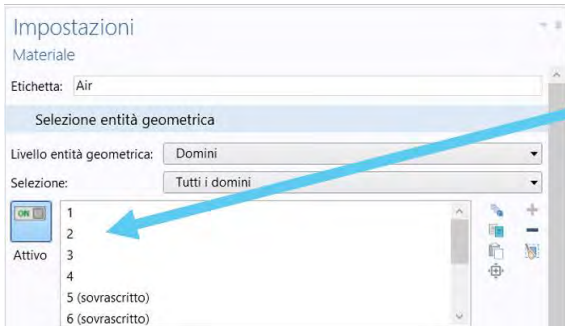 Impostazioni
Materiale
Etichetta: Air
Selezione entità geometrica
Livello entità geometrica: Domini
Selezione: Tutti i domini
ON
1
2
Attivo 3
4
5 (sovrascritto)
6 (sovrascritto)